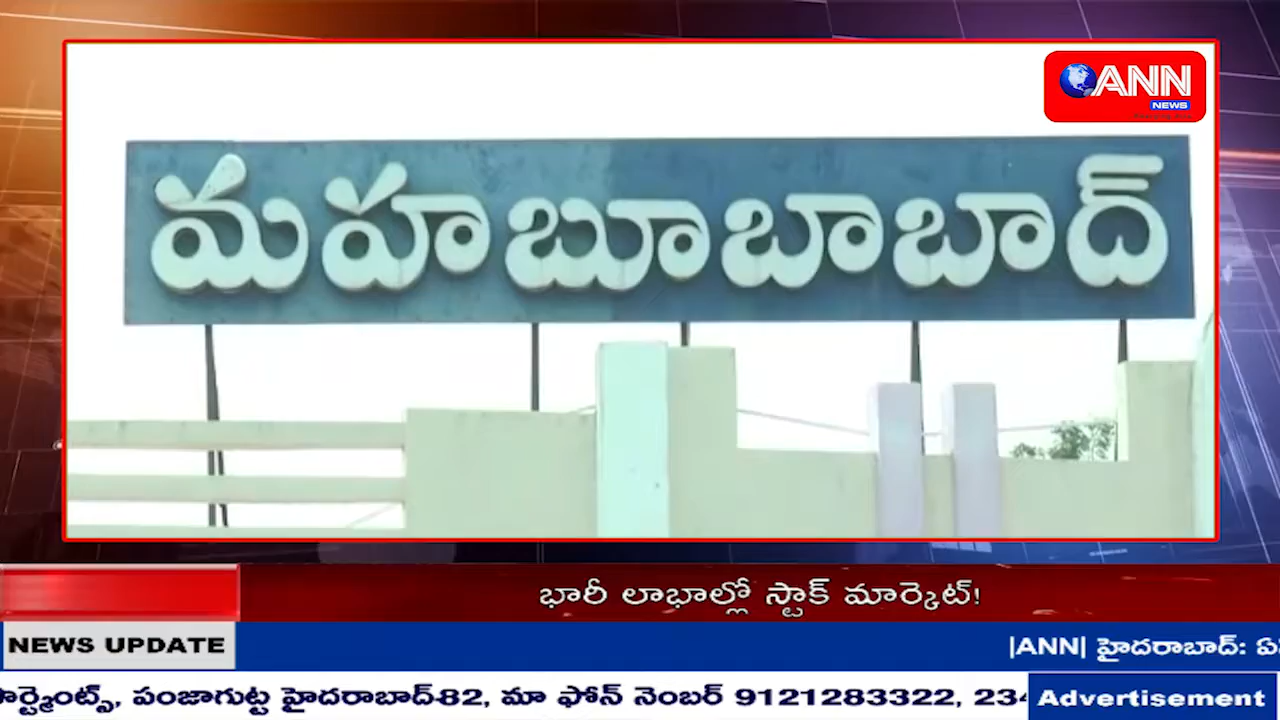 ANN
NEWS
మహబూబాబాద్
భారీ లాభాల్లో స్టాక్ మార్కెట్!
NEWS UPDATE
|ANN| హైదరాబాద్:
పంజాగుట్ట హైదరాబాద్-82, మా ఫోన్ నెంబర్ 9121283322,
Advertisement